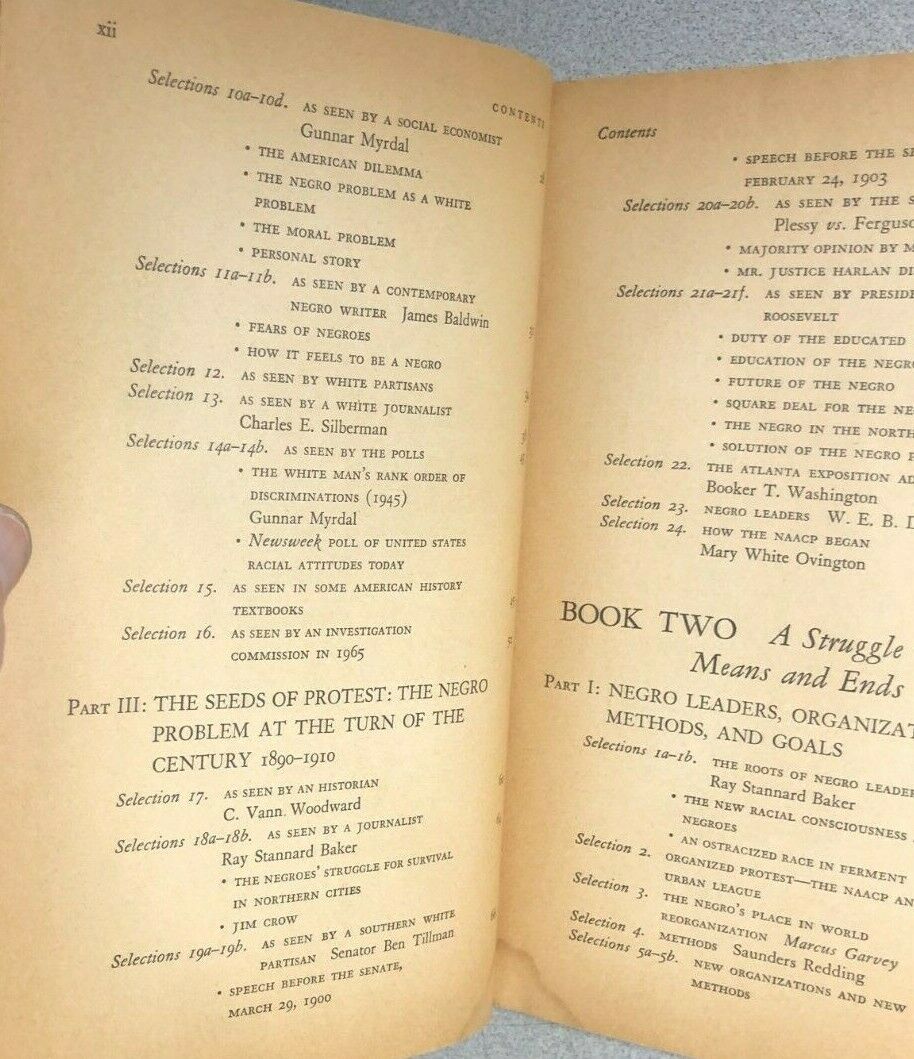 xii
CONTENTS
Selections 10a–10d. AS SEEN BY A SOCIAL ECONOMIST
Gunnar Myrdal
• THE AMERICAN DILEMMA
• THE NEGRO PROBLEM AS A WHITE
PROBLEM
• THE MORAL PROBLEM
• PERSONAL STORY
Selections 11a–11b. AS SEEN BY A CONTEMPORARY
NEGRO WRITER James Baldwin
• FEARS OF NEGROES
• HOW IT FEELS TO BE A NEGRO
Selection 12. AS SEEN BY WHITE PARTISANS
Selection 13. AS SEEN BY A WHITE JOURNALIST
Charles E. Silberman
Selections 14a–14b. AS SEEN BY THE POLLS
• THE WHITE MAN'S RANK ORDER OF
DISCRIMINATIONS (1945)
Gunnar Myrdal
• Newsweek POLL OF UNITED STATES
RACIAL ATTITUDES TODAY
Selection 15. AS SEEN IN SOME AMERICAN HISTORY
TEXTBOOKS
Selection 16. AS SEEN BY AN INVESTIGATION
COMMISSION IN 1965
PART III: THE SEEDS OF PROTEST: THE NEGRO
PROBLEM AT THE TURN OF THE
CENTURY 1890–1910
Selection 17. AS SEEN BY AN HISTORIAN
C. Vann Woodward
Selections 18a–18b. AS SEEN BY A JOURNALIST
Ray Stannard Baker
• THE NEGROES' STRUGGLE FOR SURVIVAL
IN NORTHERN CITIES
• JIM CROW
Selections 19a–19b. AS SEEN BY A SOUTHERN WHITE
PARTISAN Senator Ben Tillman
• SPEECH BEFORE THE SENATE,
MARCH 29, 1900
Contents
• SPEECH BEFORE THE SE
FEBRUARY 24, 1903
Selections 20a–20b. AS SEEN BY THE S
Plessy vs. Ferguso
• MAJORITY OPINION BY M
• MR. JUSTICE HARLAN DI
Selections 21a–21f. AS SEEN BY PRESID
ROOSEVELT
• DUTY OF THE EDUCATED
• EDUCATION OF THE NEGRO
• FUTURE OF THE NEGRO
• SQUARE DEAL FOR THE NE
• THE NEGRO IN THE NORTH
• SOLUTION OF THE NEGRO P
Selection 22. THE ATLANTA EXPOSITION AD
Booker T. Washington
Selection 23. NEGRO LEADERS W. E. B. D
Selection 24. HOW THE NAACP BEGAN
Mary White Ovington
BOOK TWO A Struggle
Means and Ends
PART I: NEGRO LEADERS, ORGANIZAT
METHODS, AND GOALS
Selections 1a–1b. THE ROOTS OF NEGRO LEADER
Ray Stannard Baker
• THE NEW RACIAL CONSCIOUSNESS
NEGROES
• AN OSTRACIZED RACE IN FERMENT
Selection 2. ORGANIZED PROTEST—THE NAACP AN
URBAN LEAGUE
Selection 3. THE NEGRO'S PLACE IN WORLD
REORGANIZATION Marcus Garvey
Selection 4. METHODS Saunders Redding
Selections 5a–5b. NEW ORGANIZATIONS AND NEW
METHODS